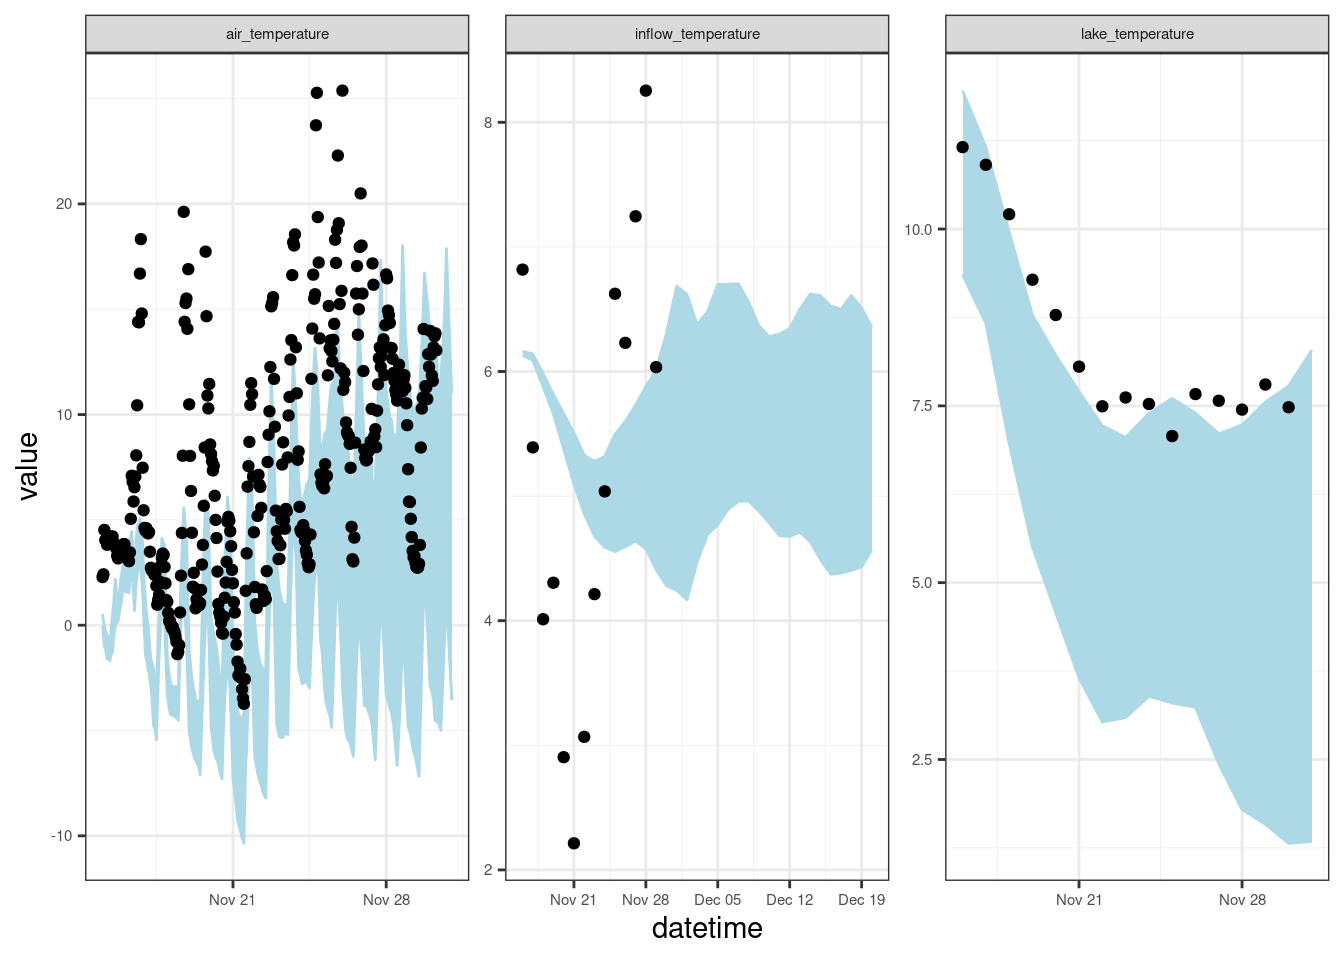 air_temperature
inflow_temperature
lake_temperature
value
20
10
0
-10
8
6
4
2
10.0
7.5
5.0
2.5
Nov 21
Nov 28
Nov 21
Nov 28
Dec 05
Dec 12
Dec 19
Nov 21
Nov 28
datetime